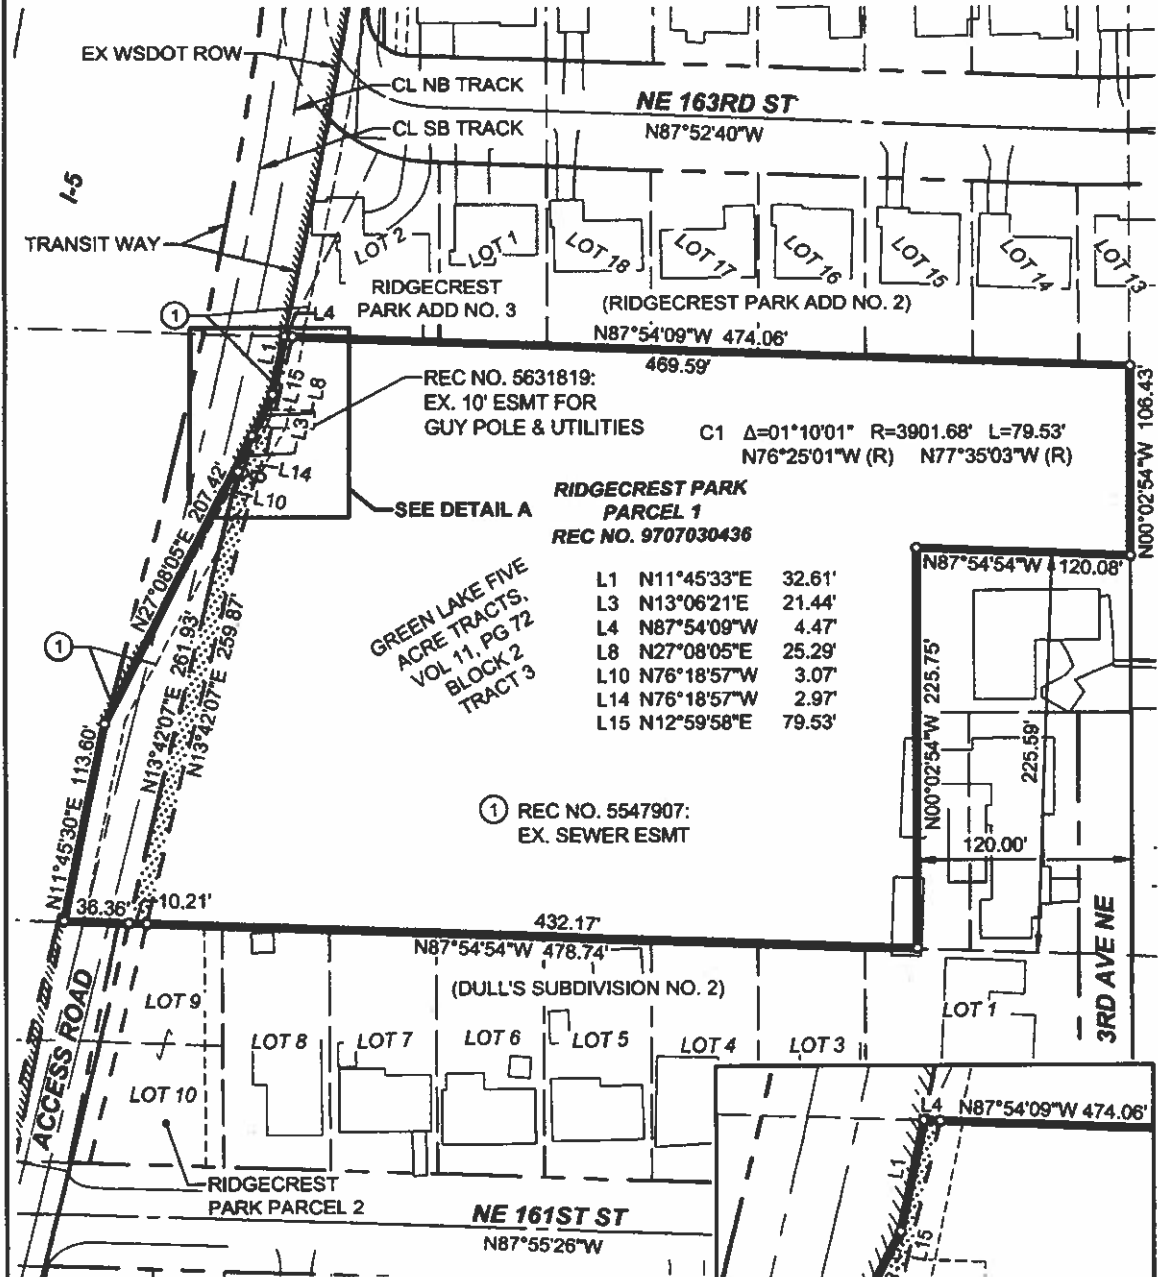 EX WSDOT ROW
CL NB TRACK
CL SB TRACK
NE 163RD ST
N87°52'40"W
I-5
TRANSIT WAY
LOT 2
LOT 1
LOT 18
LOT 17
LOT 16
LOT 15
LOT 14
LOT 13
RIDGECREST
PARK ADD NO. 3
(RIDGECREST PARK ADD NO. 2)
1
L4
N87°54'09"W 474.06'
469.59'
L1
L15
L8
L3
L14
L10
REC NO. 5631819:
EX. 10' ESMT FOR
GUY POLE & UTILITIES
C1 Δ=01°10'01" R=3901.68' L=79.53'
N76°25'01"W (R) N77°35'03"W (R)
N00°02'54"W 106.43'
SEE DETAIL A
RIDGECREST PARK
PARCEL 1
REC NO. 9707030436
N27°08'05"E 207.42'
N87°54'54"W 120.08'
GREEN LAKE FIVE
ACRE TRACTS,
VOL 11, PG 72
BLOCK 2
TRACT 3
L1 N11°45'33"E 32.61'
L3 N13°06'21"E 21.44'
L4 N87°54'09"W 4.47'
L8 N27°08'05"E 25.29'
L10 N76°18'57"W 3.07'
L14 N76°18'57"W 2.97'
L15 N12°59'58"E 79.53'
1
N13°42'07"E 261.93'
N13°42'07"E 259.87'
N00°02'54"W 225.75'
225.59'
N11°45'30"E 113.60'
1 REC NO. 5547907:
EX. SEWER ESMT
120.00'
36.36'
10.21'
432.17'
N87°54'54"W 478.74'
3RD AVE NE
(DULL'S SUBDIVISION NO. 2)
ACCESS ROAD
LOT 9
LOT 8
LOT 7
LOT 6
LOT 5
LOT 4
LOT 3
LOT 1
LOT 10
RIDGECREST
PARK PARCEL 2
NE 161ST ST
N87°55'26"W
L4
N87°54'09"W 474.06'
L1
L15